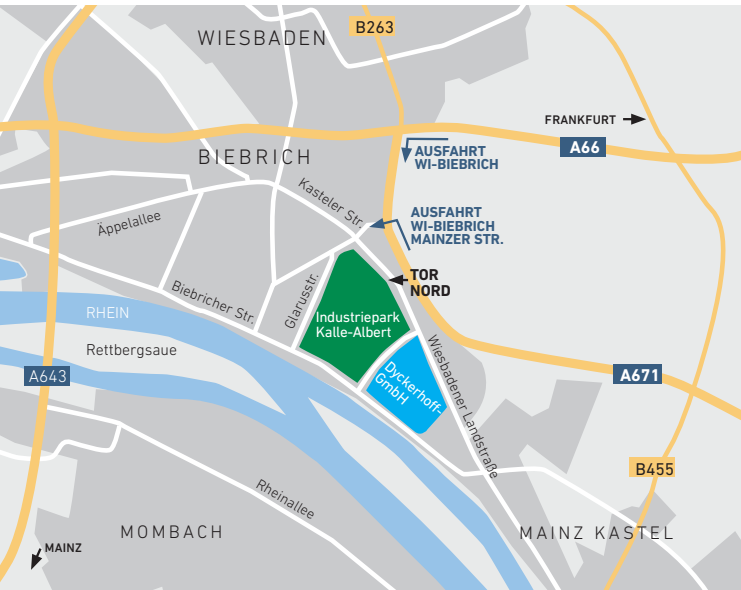 WIESBADEN
B263
FRANKFURT
A66
AUSFAHRT
WI-BIEBRICH
BIEBRICH
Kasteler Str.
AUSFAHRT
WI-BIEBRICH
MAINZER STR.
Äppelallee
TOR
NORD
Glarusstr.
Biebricher Str.
RHEIN
Industriepark
Kalle-Albert
Rettbergsaue
Wiesbadener Landstraße
A643
Dyckerhoff
GmbH
A671
B455
Rheinallee
MOMBACH
MAINZ KASTEL
MAINZ